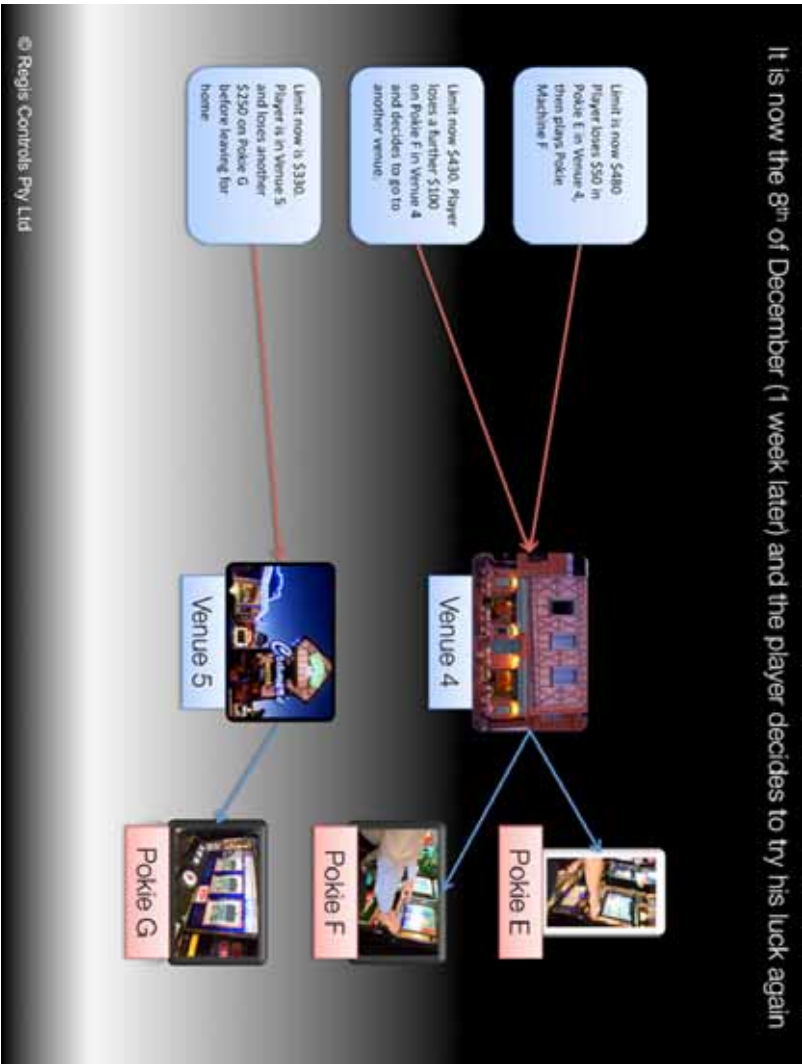 It is now the 8th of December (1 week later) and the player decides to try his luck again
Limit is now $480
Player loses $50 in
Pokie E in Venue 4,
then plays Pokie
Machine F
Limit now $430. Player
loses a further $100
on Pokie F in Venue 4
and decides to go to
another venue
Limit now is $330.
Player is in Venue 5
and loses another
$250 on Pokie G
before leaving for
home
Venue 4
Venue 5
Pokie E
Pokie F
Pokie G
© Regis Controls Pty Ltd